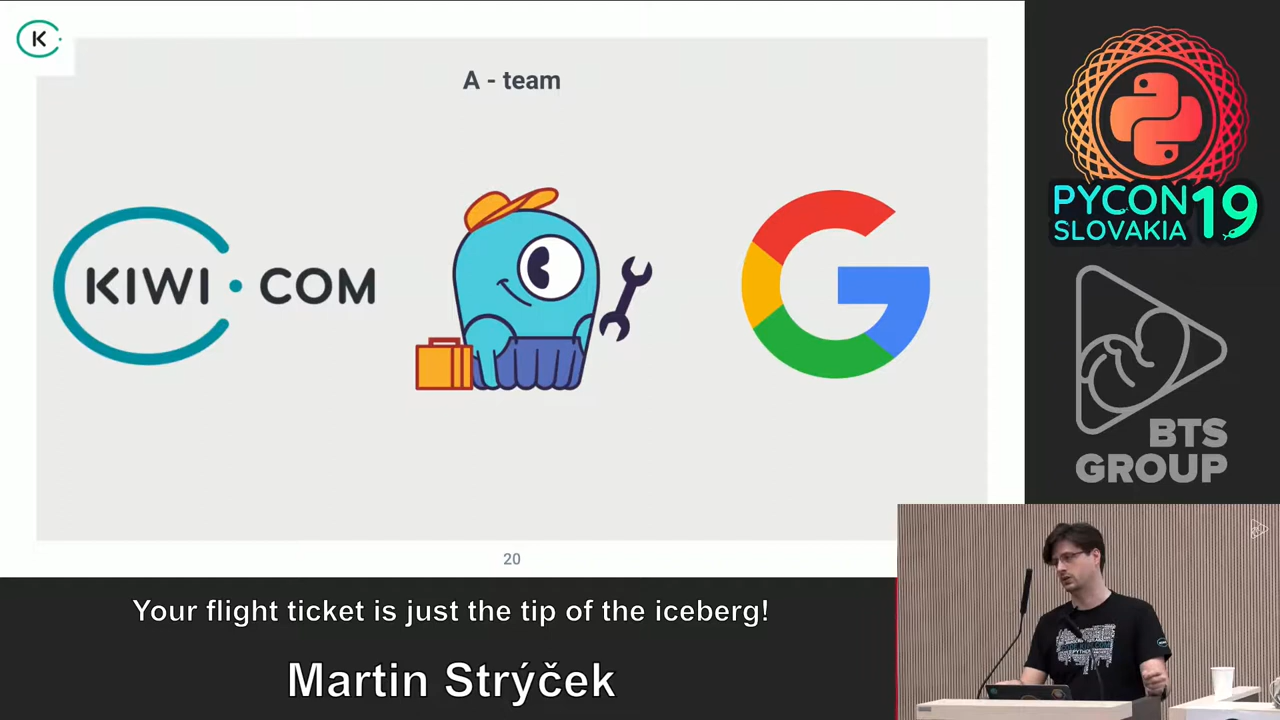 K
A - team
KIWI.COM
G
20
PYCON 19
SLOVAKIA
BTS
GROUP
Your flight ticket is just the tip of the iceberg!
Martin Strýček